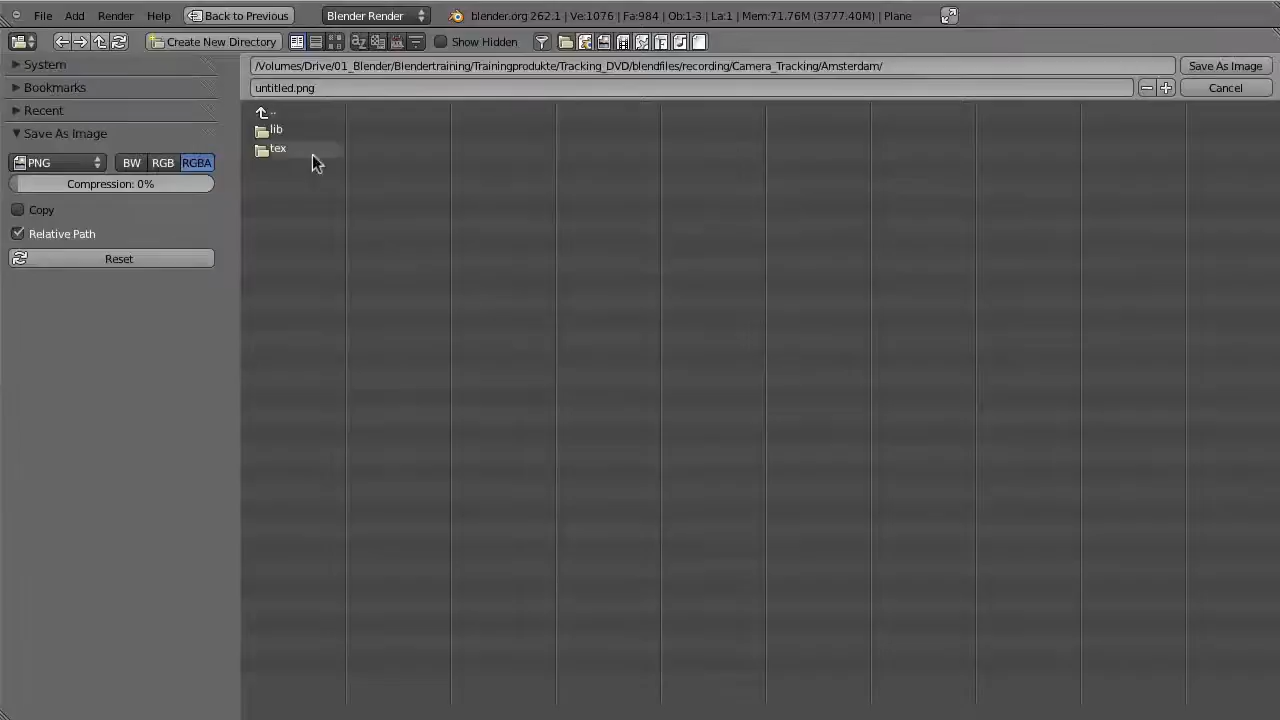 File Add Render Help Back to Previous Blender Render blender.org 262.1 | Ve:1076 | Fa:984 | Ob:1-3 | La:1 | Mem:71.76M (3777.40M) | Plane
Create New Directory Show Hidden
System
Bookmarks
Recent
Save As Image
PNG BW RGB RGBA
Compression: 0%
Copy
Relative Path
Reset
/Volumes/Drive/01_Blender/Blendertraining/Trainingprodukte/Tracking_DVD/blendfiles/recording/Camera_Tracking/Amsterdam/ Save As Image
untitled.png Cancel
..
lib
tex